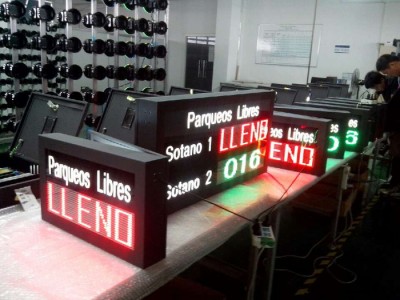 Parqueos Libres
LLENO
Parqueos Libres
Sotano 1 LLENO
Sotano 2 016
Parqueos Libres
LLENO